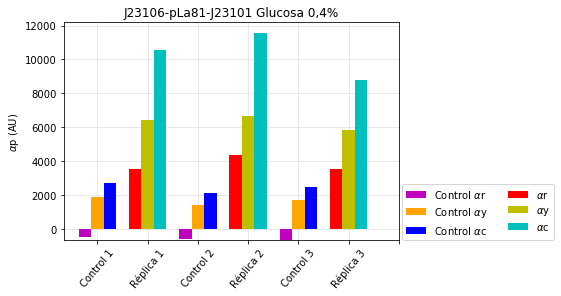 J23106-pLa81-J23101 Glucosa 0,4%
αp (AU)
12000
10000
8000
6000
4000
2000
0
Control 1
Réplica 1
Control 2
Réplica 2
Control 3
Réplica 3
Control αr
Control αy
Control αc
αr
αy
αc